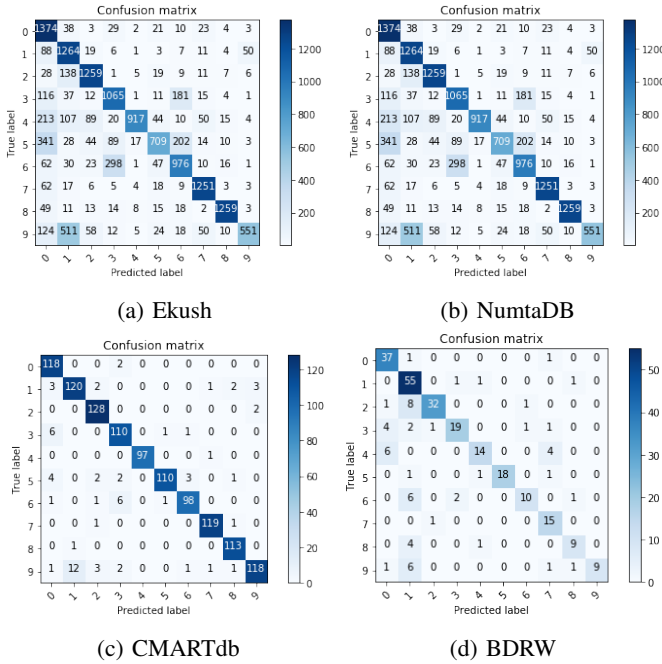 Confusion matrix
True label
0 1374 38 3 29 2 21 10 23 4 3
1 88 1264 19 6 1 3 7 11 4 50
2 28 138 1259 1 5 19 9 11 7 6
3 116 37 12 1065 1 11 181 15 4 1
4 213 107 89 20 917 44 10 50 15 4
5 341 28 44 89 17 709 202 14 10 3
6 62 30 23 298 1 47 976 10 16 1
7 62 17 6 5 4 18 9 1251 3 3
8 49 11 13 14 8 15 18 2 1259 3
9 124 511 58 12 5 24 18 50 10 551
0 1 2 3 4 5 6 7 8 9
Predicted label
1200
1000
800
600
400
200
(a) Ekush
Confusion matrix
True label
0 1374 38 3 29 2 21 10 23 4 3
1 88 1264 19 6 1 3 7 11 4 50
2 28 138 1259 1 5 19 9 11 7 6
3 116 37 12 1065 1 11 181 15 4 1
4 213 107 89 20 917 44 10 50 15 4
5 341 28 44 89 17 709 202 14 10 3
6 62 30 23 298 1 47 976 10 16 1
7 62 17 6 5 4 18 9 1251 3 3
8 49 11 13 14 8 15 18 2 1259 3
9 124 511 58 12 5 24 18 50 10 551
0 1 2 3 4 5 6 7 8 9
Predicted label
1200
1000
800
600
400
200
(b) NumtaDB
Confusion matrix
True label
0 118 0 0 2 0 0 0 0 0 0
1 3 120 2 0 0 0 0 1 2 3
2 0 0 128 0 0 0 0 0 0 2
3 6 0 0 110 0 1 1 0 0 0
4 0 0 0 0 97 0 0 0 0 0
5 4 0 2 2 0 110 3 0 0 0
6 1 0 1 6 0 1 98 0 0 0
7 0 0 1 0 0 0 0 119 1 0
8 0 1 0 0 0 0 0 0 113 0
9 1 12 3 2 0 0 1 1 1 118
0 1 2 3 4 5 6 7 8 9
Predicted label
120
100
80
60
40
20
0
(c) CMARTdb
Confusion matrix
True label
0 37 1 0 0 0 0 0 1 0 0
1 0 55 0 1 1 0 0 0 1 0
2 1 8 32 0 0 0 1 0 0 0
3 4 2 1 19 0 0 1 1 0 0
4 6 0 0 0 14 0 0 4 0 0
5 0 1 0 0 1 18 1 0 0 0
6 0 6 0 2 0 0 10 0 1 0
7 0 0 1 0 0 0 0 15 0 0
8 0 4 0 0 1 0 0 0 9 0
9 1 6 0 0 0 0 0 1 0 9
0 1 2 3 4 5 6 7 8 9
Predicted label
50
40
30
20
10
0
(d) BDRW